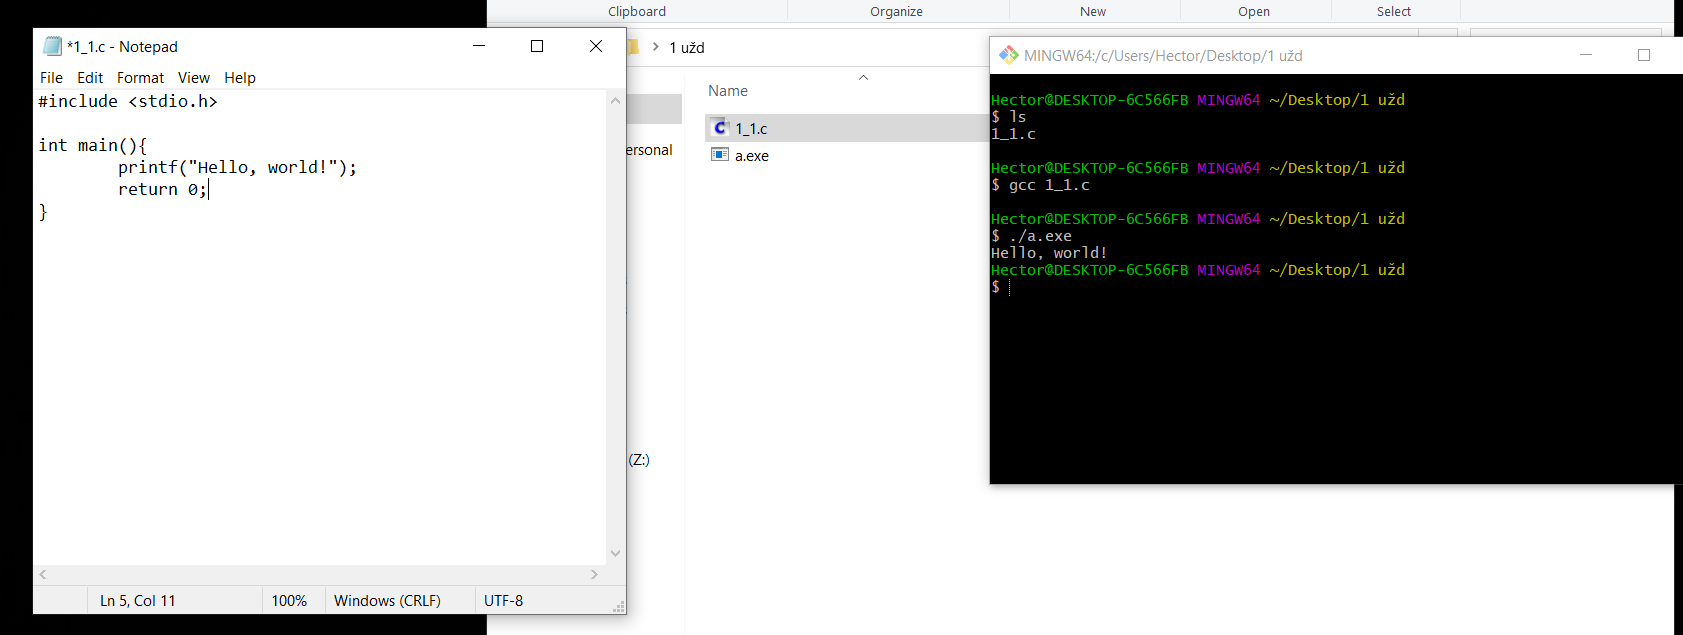 Clipboard
Organize
New
Open
Select
*1_1.c - Notepad
File Edit Format View Help
#include <stdio.h>
int main(){
printf("Hello, world!");
return 0;
}
Ln 5, Col 11
100%
Windows (CRLF)
UTF-8
1 užd
Name
1_1.c
a.exe
ersonal
(Z:)
MINGW64:/c/Users/Hector/Desktop/1 užd
Hector@DESKTOP-6C566FB MINGW64 ~/Desktop/1 užd
$ ls
1_1.c
Hector@DESKTOP-6C566FB MINGW64 ~/Desktop/1 užd
$ gcc 1_1.c
Hector@DESKTOP-6C566FB MINGW64 ~/Desktop/1 užd
$ ./a.exe
Hello, world!
Hector@DESKTOP-6C566FB MINGW64 ~/Desktop/1 užd
$